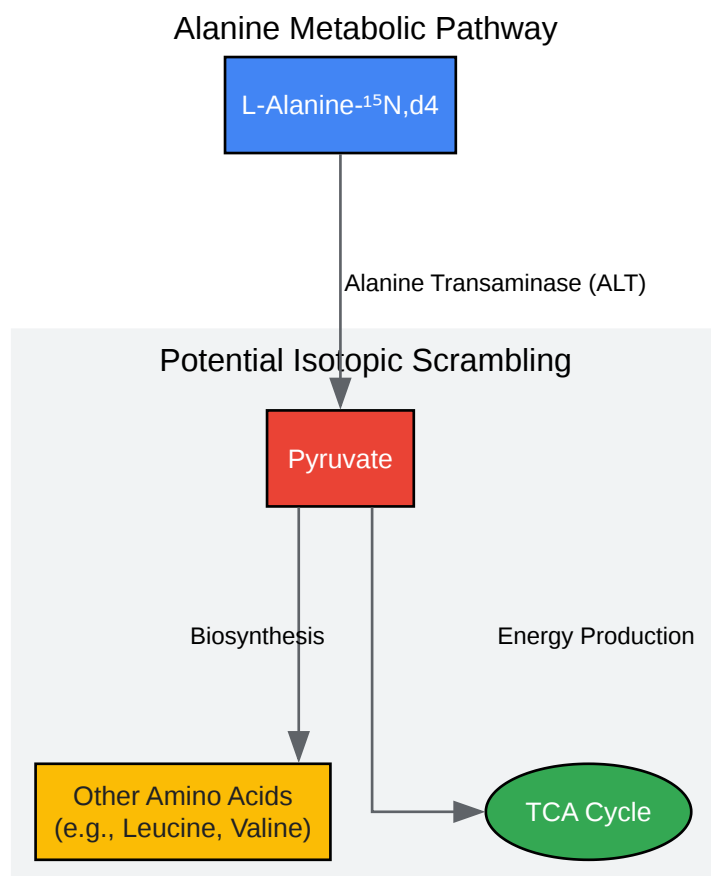 Alanine Metabolic Pathway
L-Alanine-¹⁵N,d4
Alanine Transaminase (ALT)
Potential Isotopic Scrambling
Pyruvate
Biosynthesis
Energy Production
Other Amino Acids
(e.g., Leucine, Valine)
TCA Cycle